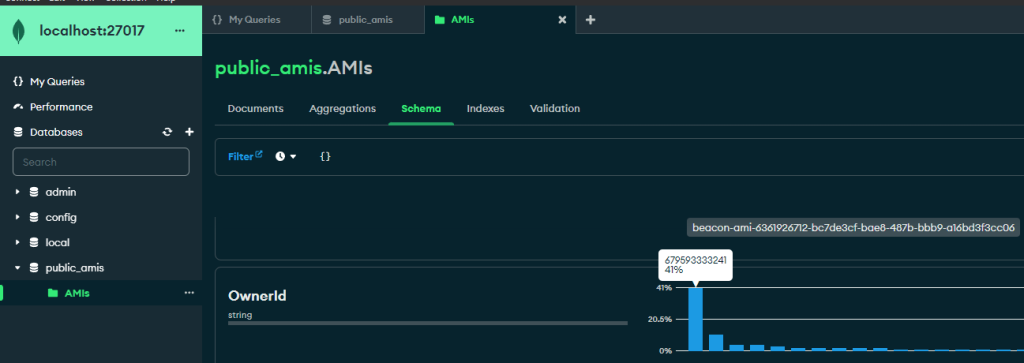 localhost:27017
{} My Queries
public_amis
AMIs
My Queries
Performance
Databases
Search
admin
config
local
public_amis
AMIs
public_amis.AMIs
Documents
Aggregations
Schema
Indexes
Validation
Filter
{}
beacon-ami-6361926712-bc7de3cf-bae8-487b-bbb9-a16bd3f3cc06
679593333241
41%
OwnerId
string
41%
20.5%
0%